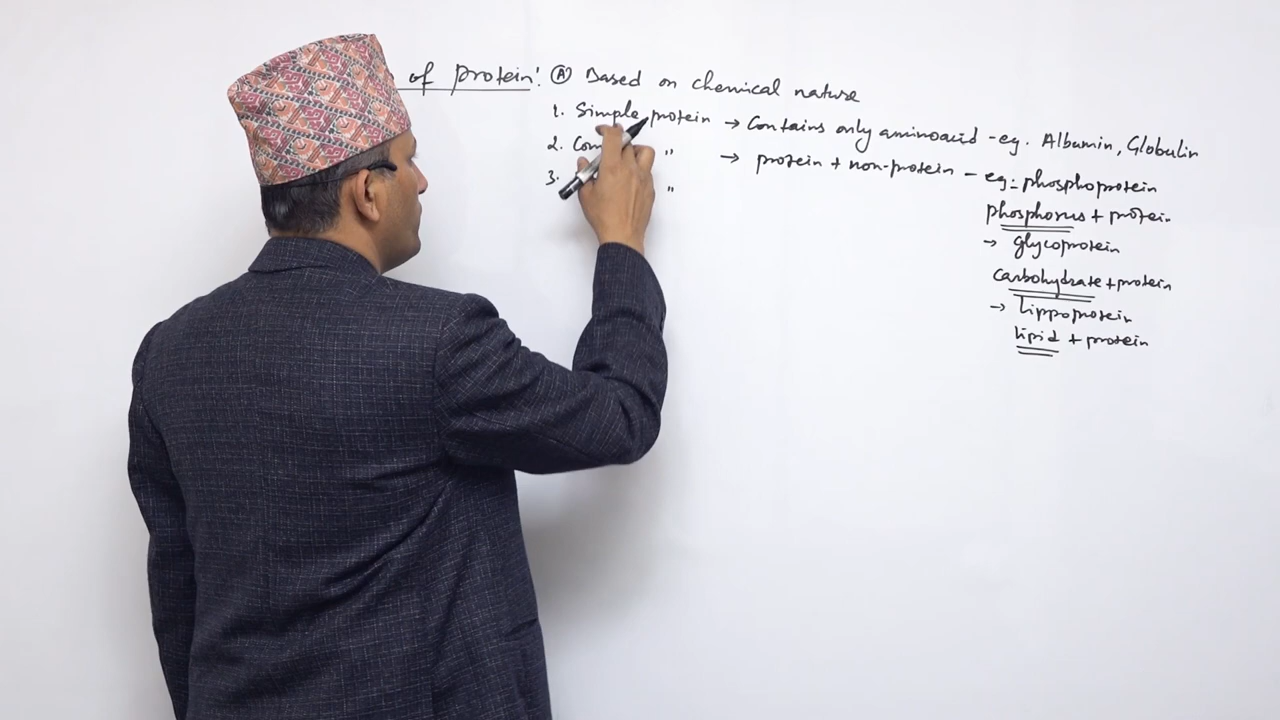 of protein! Ⓐ Based on chemical nature
1. Simple protein → Contains only aminoacid - eg. Albumin, Globulin
2. Con " → protein + non-protein - eg:- phosphoprotein
3. "
phosphorus + protein
→ glycoprotein
carbohydrate + protein
→ Lippoprotein
lipid + protein